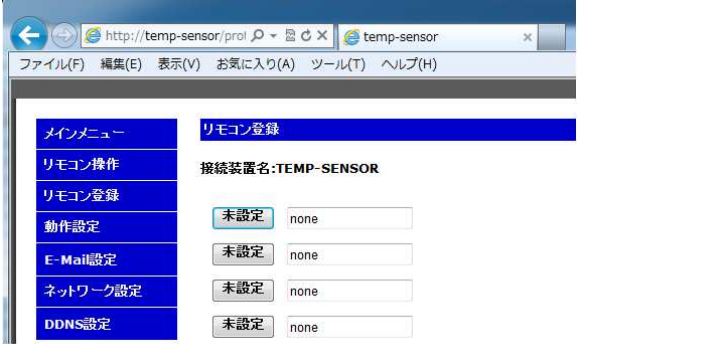 http://temp-sensor/pro
temp-sensor
ファイル(F) 編集(E) 表示(V) お気に入り(A) ツール(T) ヘルプ(H)
メインメニュー
リモコン操作
リモコン登録
動作設定
E-Mail設定
ネットワーク設定
DDNS設定
リモコン登録
接続装置名:TEMP-SENSOR
未設定 none
未設定 none
未設定 none
未設定 none